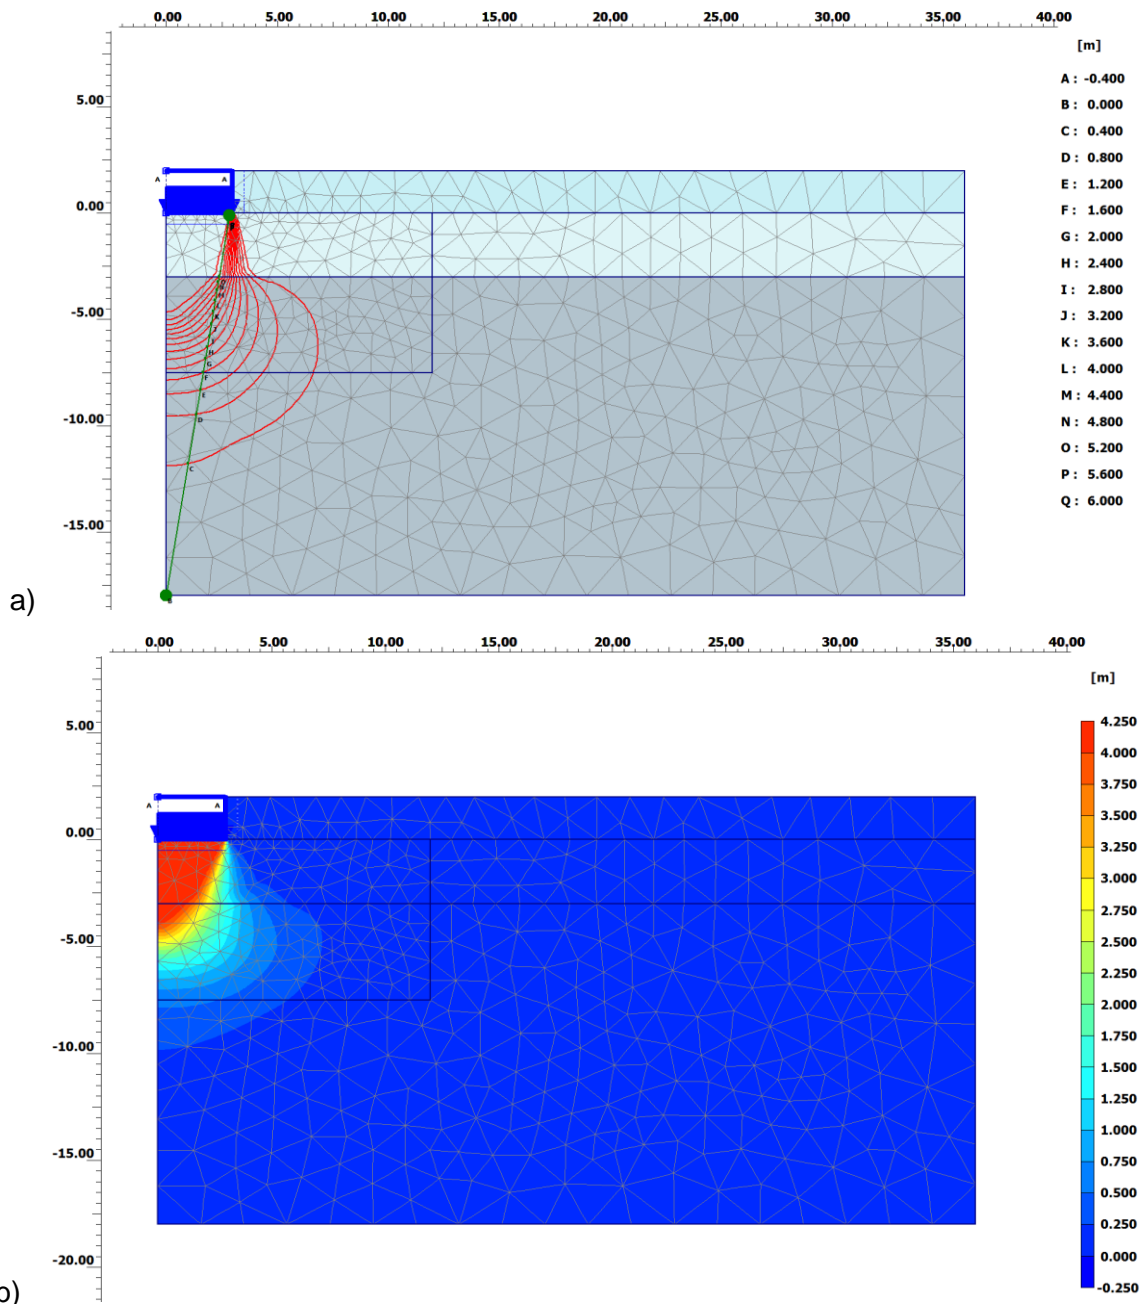 0.00 5.00 10.00 15.00 20.00 25.00 30.00 35.00 40.00
[m]
5.00
0.00
-5.00
-10.00
-15.00
A : -0.400
B : 0.000
C : 0.400
D : 0.800
E : 1.200
F : 1.600
G : 2.000
H : 2.400
I : 2.800
J : 3.200
K : 3.600
L : 4.000
M : 4.400
N : 4.800
O : 5.200
P : 5.600
Q : 6.000
A A
K
J
I
H
G
F
E
D
C
B
a)
0.00 5.00 10.00 15.00 20.00 25.00 30.00 35.00 40.00
[m]
5.00
0.00
-5.00
-10.00
-15.00
-20.00
A A
4.250
4.000
3.750
3.500
3.250
3.000
2.750
2.500
2.250
2.000
1.750
1.500
1.250
1.000
0.750
0.500
0.250
0.000
-0.250